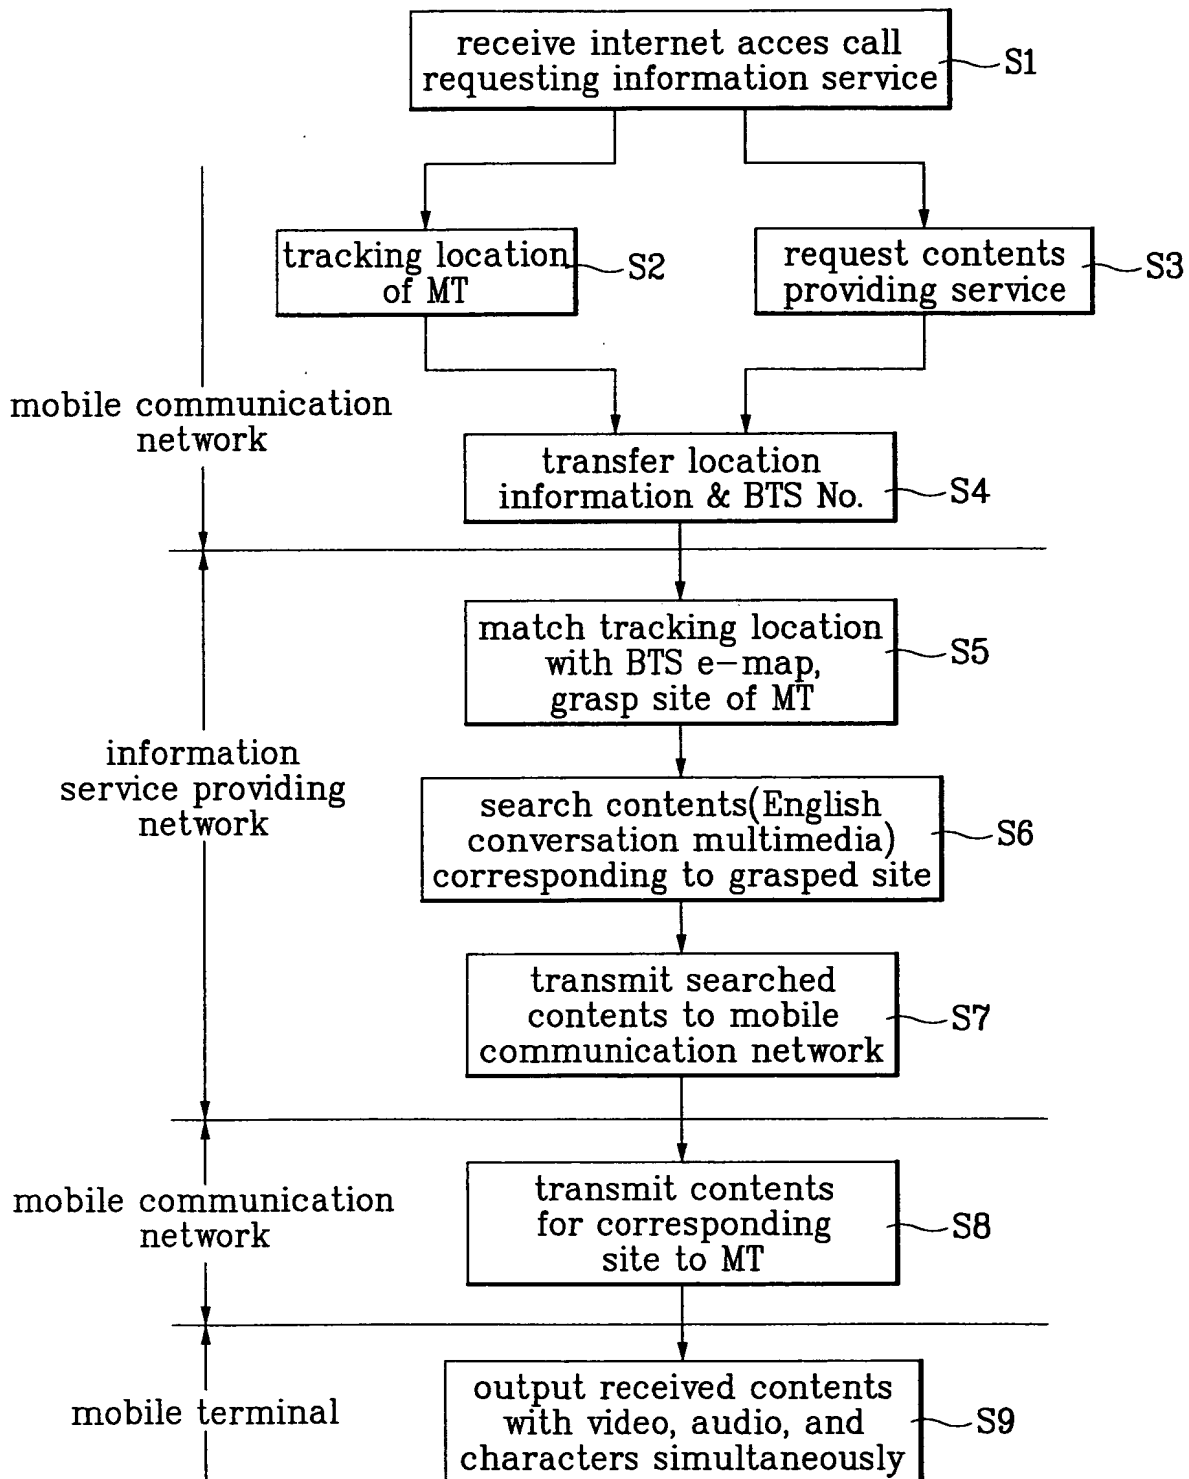 receive internet acces call
requesting information service
S1
tracking location
of MT
S2
request contents
providing service
S3
mobile communication
network
transfer location
information & BTS No.
S4
match tracking location
with BTS e-map,
grasp site of MT
S5
information
service providing
network
search contents(English
conversation multimedia)
corresponding to grasped site
S6
transmit searched
contents to mobile
communication network
S7
mobile communication
network
transmit contents
for corresponding
site to MT
S8
mobile terminal
output received contents
with video, audio, and
characters simultaneously
S9